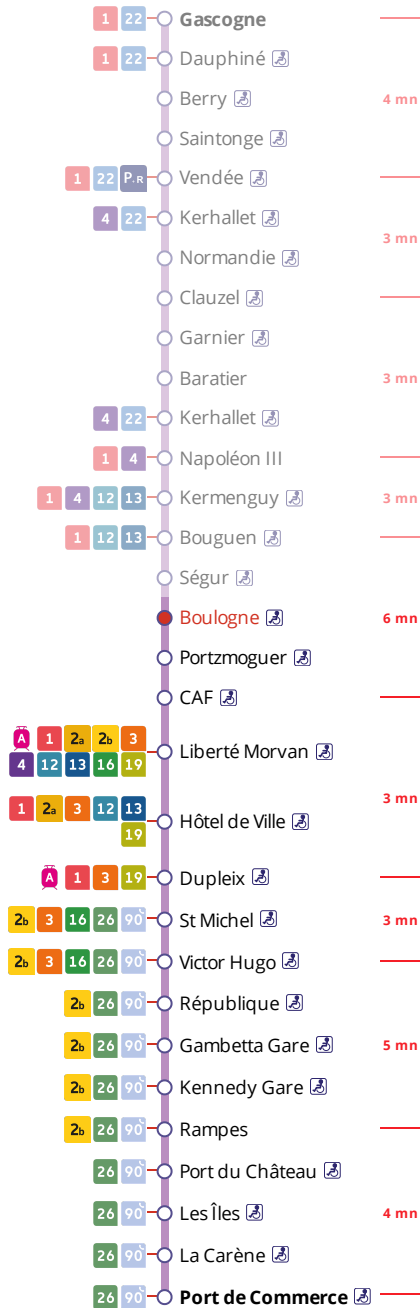 1 22 Gascogne
1 22 Dauphiné
Berry 4 mn
Saintonge
1 22 P+R Vendée
4 22 Kerhallet
Normandie 3 mn
Clauzel
Garnier
Baratier 3 mn
4 22 Kerhallet
1 4 Napoléon III
1 4 12 13 Kermenguy 3 mn
1 12 13 Bouguen
Ségur
Boulogne 6 mn
Portzmoguer
CAF
A 1 2a 2b 3
4 12 13 16 19
Liberté Morvan
3 mn
1 2a 3 12 13
19
Hôtel de Ville
A 1 3 19 Dupleix
2b 3 16 26 90 St Michel 3 mn
2b 3 16 26 90 Victor Hugo
2b 26 90 République
2b 26 90 Gambetta Gare 5 mn
2b 26 90 Kennedy Gare
2b 26 90 Rampes
26 90 Port du Château
26 90 Les Îles 4 mn
26 90 La Carène
26 90 Port de Commerce